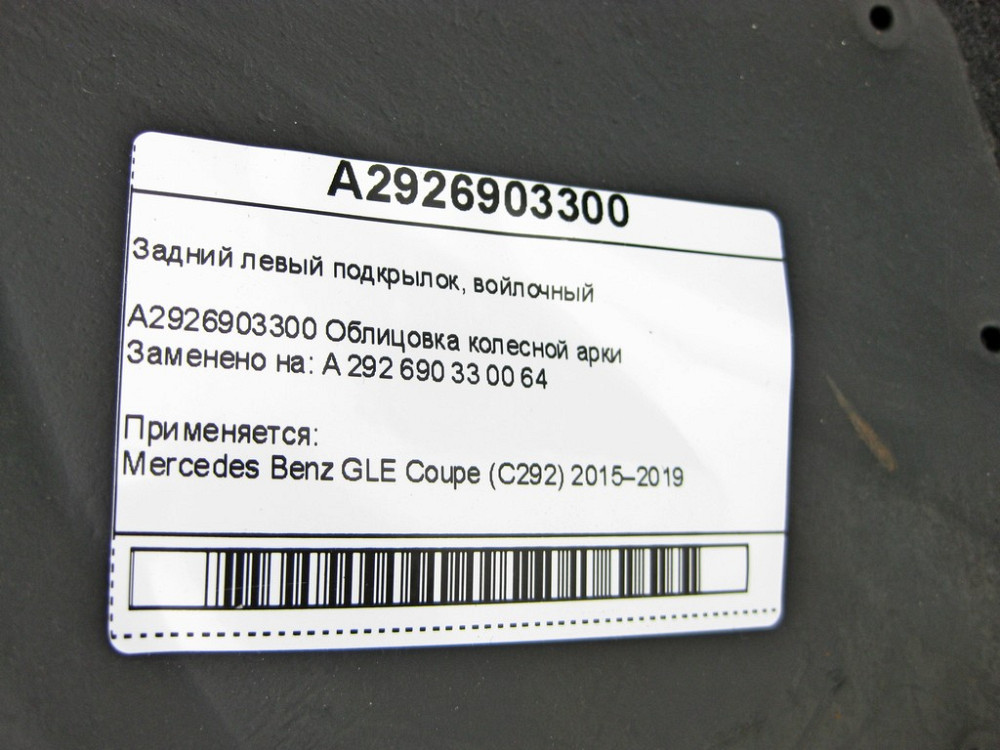 A2926903300
Задний левый подкрылок, войлочный
A2926903300 Облицовка колесной арки
Заменено на: A 292 690 33 00 64
Применяется:
Mercedes Benz GLE Coupe (C292) 2015–2019